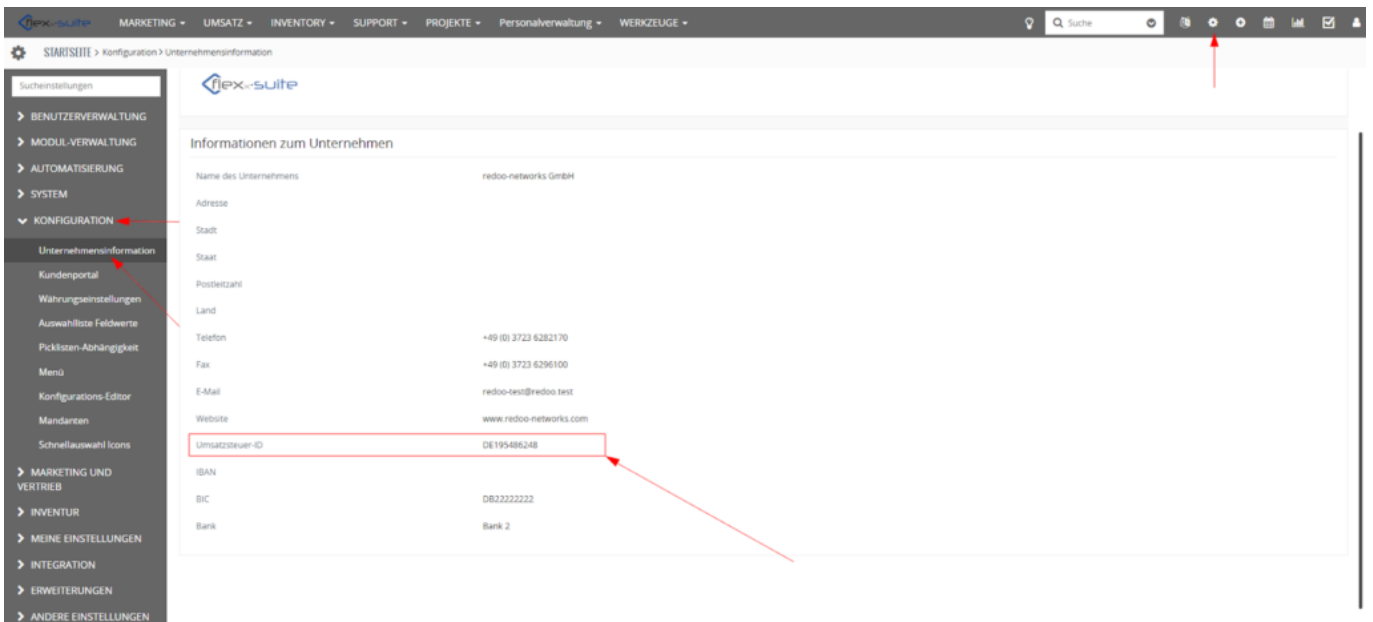 flex-suite MARKETING UMSATZ INVENTORY SUPPORT PROJEKTE Personalverwaltung WERKZEUGE Suche
STARTSEITE > Konfiguration > Unternehmensinformation
Sucheinstellungen
BENUTZERVERWALTUNG
MODUL-VERWALTUNG
AUTOMATISIERUNG
SYSTEM
KONFIGURATION
Unternehmensinformation
Kundenportal
Währungseinstellungen
Auswahlliste Feldwerte
Picklisten-Abhängigkeit
Menü
Konfigurations-Editor
Mandanten
Schnellauswahl Icons
MARKETING UND
VERTRIEB
INVENTUR
MEINE EINSTELLUNGEN
INTEGRATION
ERWEITERUNGEN
ANDERE EINSTELLUNGEN
flex-suite
Informationen zum Unternehmen
Name des Unternehmens redoo-networks GmbH
Adresse
Stadt
Staat
Postleitzahl
Land
Telefon +49 (0) 3723 6282170
Fax +49 (0) 3723 6296100
E-Mail redoo-test@redoo.test
Website www.redoo-networks.com
Umsatzsteuer-ID DE195486248
IBAN
BIC DB22222222
Bank Bank 2